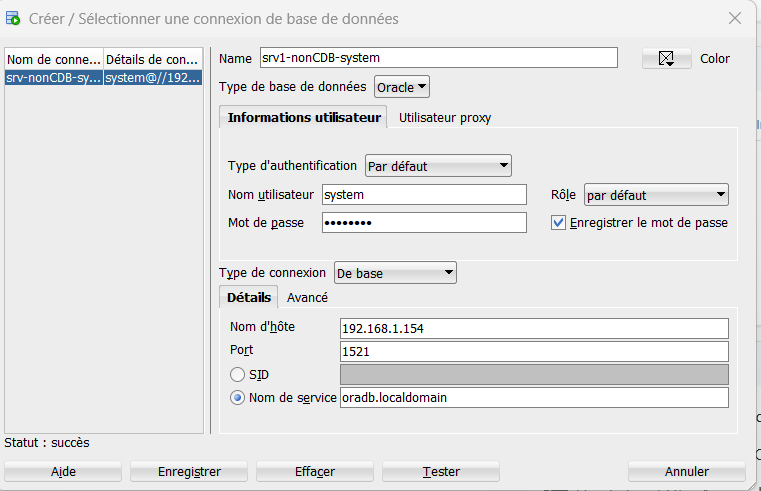 Créer / Sélectionner une connexion de base de données
Nom de conne... Détails de con...
srv-nonCDB-sy... system@//192...
Name srv1-nonCDB-system Color
Type de base de données Oracle
Informations utilisateur Utilisateur proxy
Type d'authentification Par défaut
Nom utilisateur system Rôle par défaut
Mot de passe •••••••• Enregistrer le mot de passe
Type de connexion De base
Détails Avancé
Nom d'hôte 192.168.1.154
Port 1521
SID
Nom de service oradb.localdomain
Statut : succès
Aide Enregistrer Effacer Tester Annuler